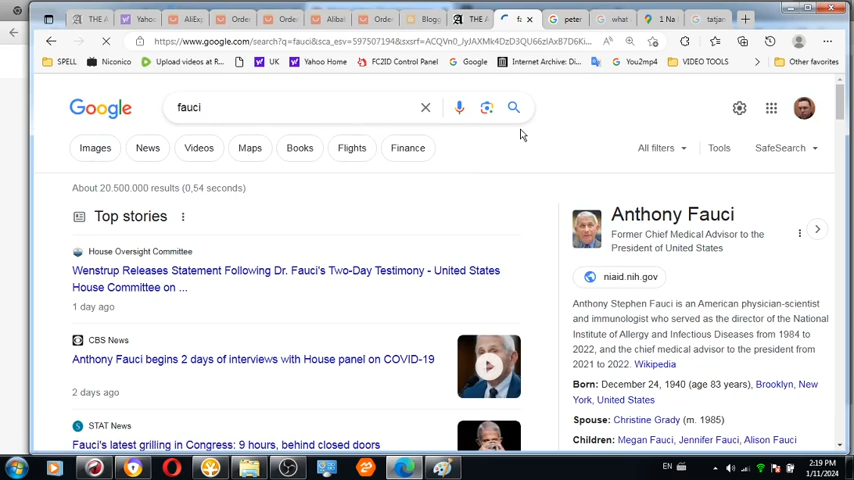 THE A
Yahoo
AliExp
Orde
Orde
Alibal
Orde
Blogg
THE A
fa
peter
what
1 Na
tatjar
https://www.google.com/search?q=fauci&sca_esv=597507194&sxsrf=ACQVn0_JyJAXMk4DzD3QU66zIAxB7D6Ki...
SPELL
Niconico
Upload videos at R...
UK
Yahoo Home
FC2ID Control Panel
Google
Internet Archive: Di...
You2mp4
VIDEO TOOLS
Other favorites
Google
fauci
Images
News
Videos
Maps
Books
Flights
Finance
All filters
Tools
SafeSearch
About 20.500.000 results (0,54 seconds)
Top stories
House Oversight Committee
Wenstrup Releases Statement Following Dr. Fauci's Two-Day Testimony - United States
House Committee on ...
1 day ago
CBS News
Anthony Fauci begins 2 days of interviews with House panel on COVID-19
2 days ago
STAT News
Fauci's latest grilling in Congress: 9 hours, behind closed doors
Anthony Fauci
Former Chief Medical Advisor to the
President of United States
niaid.nih.gov
Anthony Stephen Fauci is an American physician-scientist
and immunologist who served as the director of the National
Institute of Allergy and Infectious Diseases from 1984 to
2022, and the chief medical advisor to the president from
2021 to 2022. Wikipedia
Born: December 24, 1940 (age 83 years), Brooklyn, New
York, United States
Spouse: Christine Grady (m. 1985)
Children: Megan Fauci, Jennifer Fauci, Alison Fauci
EN
2:19 PM
1/11/2024